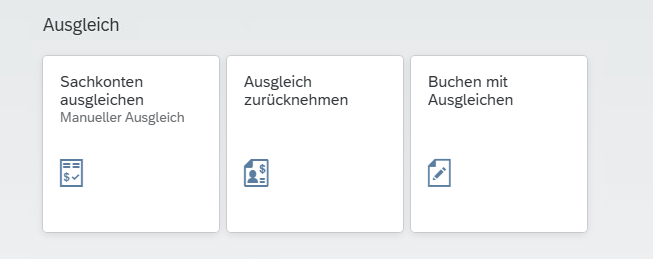 Ausgleich
Sachkonten
ausgleichen
Manueller Ausgleich
Ausgleich
zurücknehmen
Buchen mit
Ausgleichen